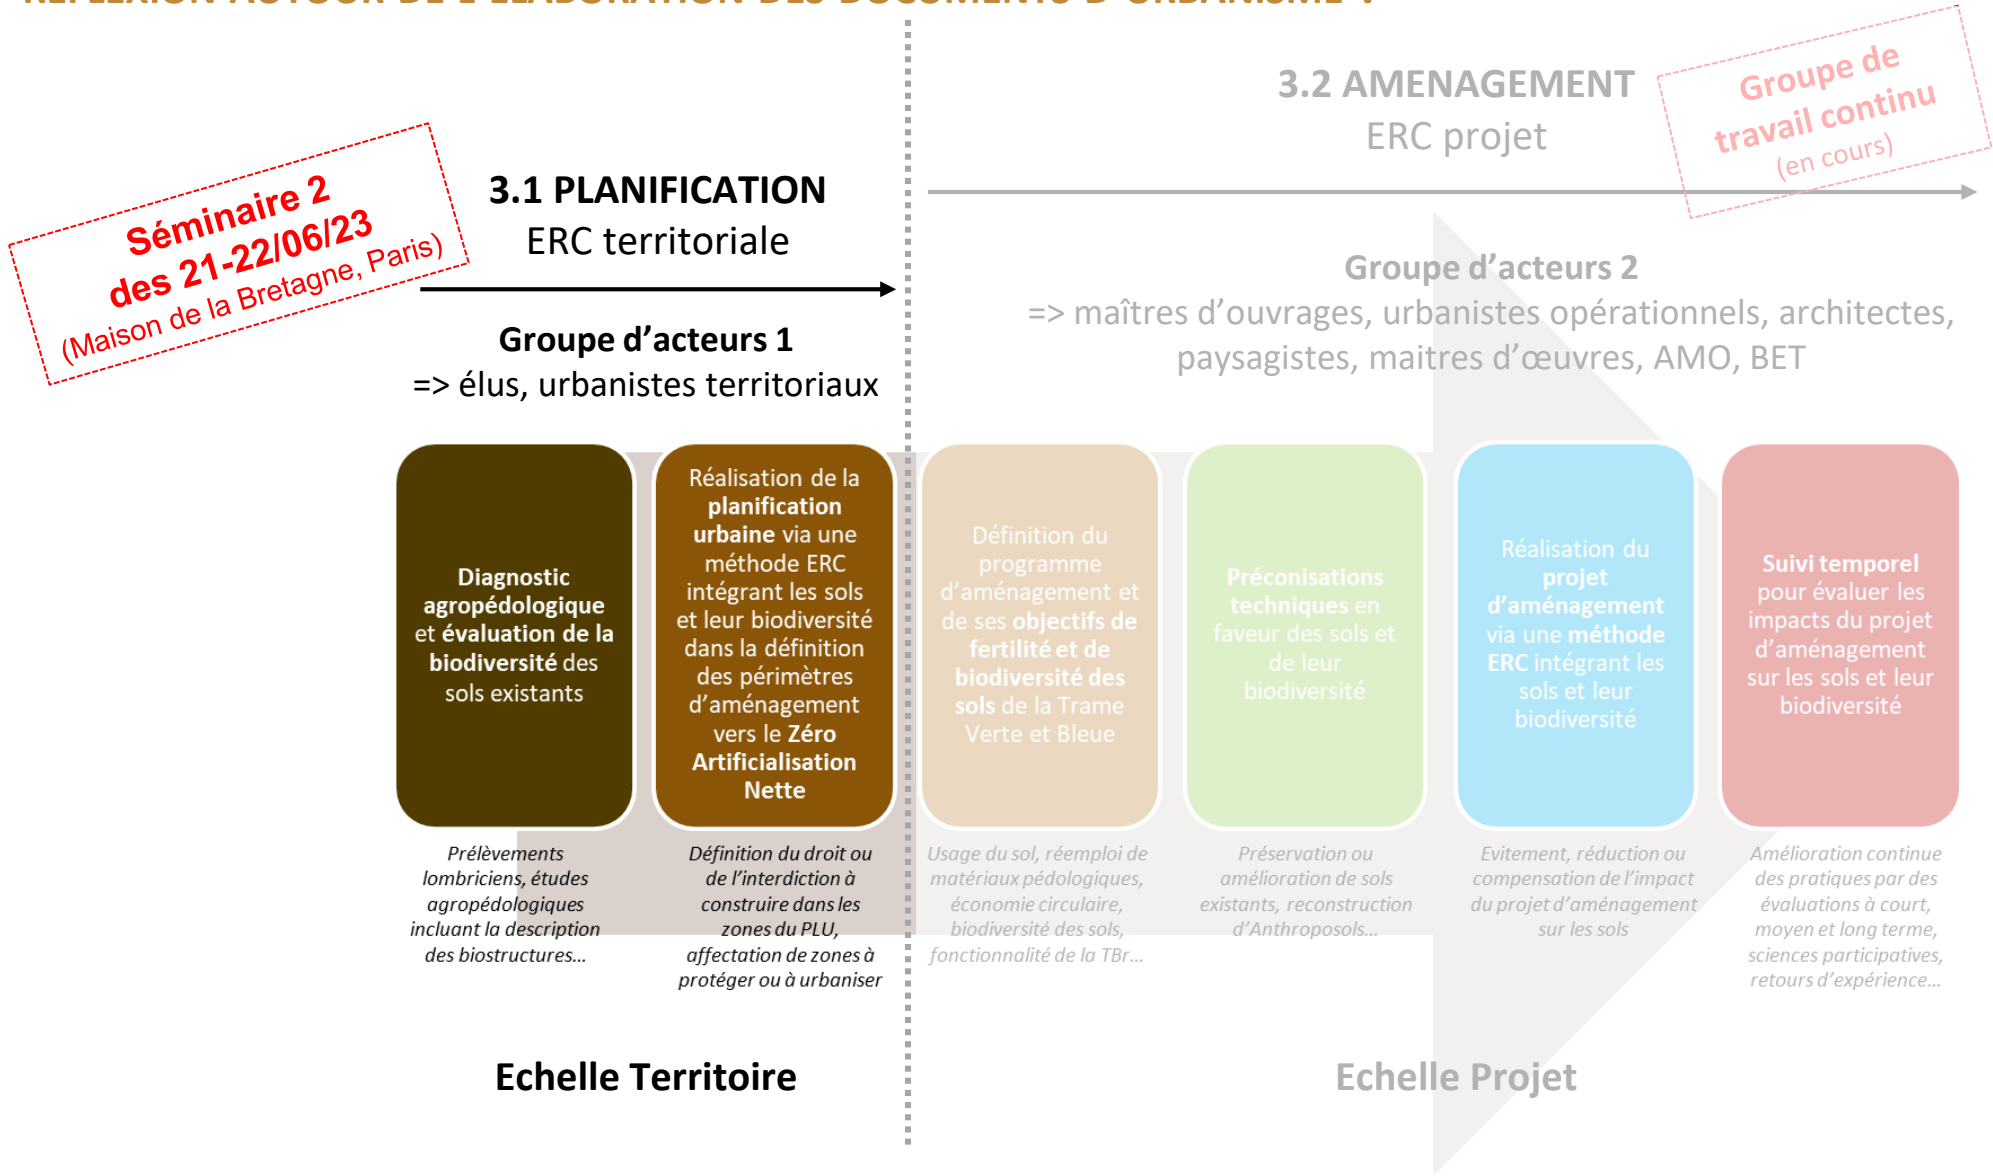 REFLEXION AUTOUR DE L'ELABORATION DES DOCUMENTS D'URBANISME :
Séminaire 2
des 21-22/06/23
(Maison de la Bretagne, Paris)
3.1 PLANIFICATION
ERC territoriale
Groupe d’acteurs 1
=> élus, urbanistes territoriaux
3.2 AMENAGEMENT
ERC projet
Groupe de
travail continu
(en cours)
Groupe d’acteurs 2
=> maîtres d’ouvrages, urbanistes opérationnels, architectes,
paysagistes, maitres d’œuvres, AMO, BET
Diagnostic
agropédologique
et évaluation de la
biodiversité des
sols existants
Réalisation de la
planification
urbaine via une
méthode ERC
intégrant les sols
et leur biodiversité
dans la définition
des périmètres
d’aménagement
vers le Zéro
Artificialisation
Nette
Définition du
programme
d’aménagement et
de ses objectifs de
fertilité et de
biodiversité des
sols de la Trame
Verte et Bleue
Préconisations
techniques en
faveur des sols et
de leur
biodiversité
Réalisation du
projet
d’aménagement
via une méthode
ERC intégrant les
sols et leur
biodiversité
Suivi temporel
pour évaluer les
impacts du projet
d’aménagement
sur les sols et leur
biodiversité
Prélèvements
lombriciens, études
agropédologiques
incluant la description
des biostructures…
Définition du droit ou
de l’interdiction à
construire dans les
zones du PLU,
affectation de zones à
protéger ou à urbaniser
Usage du sol, réemploi de
matériaux pédologiques,
économie circulaire,
biodiversité des sols,
fonctionnalité de la TBr…
Préservation ou
amélioration de sols
existants, reconstruction
d’Anthroposols…
Evitement, réduction ou
compensation de l’impact
du projet d’aménagement
sur les sols
Amélioration continue
des pratiques par des
évaluations à court,
moyen et long terme,
sciences participatives,
retours d’expérience…
Echelle Territoire
Echelle Projet